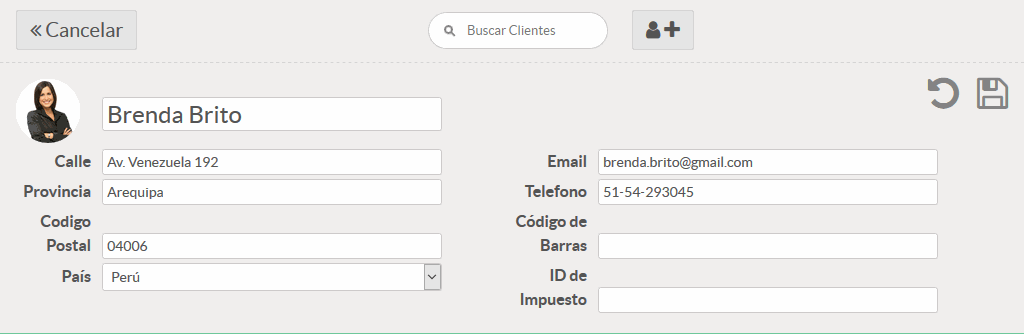 Cancelar
Buscar Clientes
Brenda Brito
Calle Av. Venezuela 192
Provincia Arequipa
Codigo
Postal 04006
País Perú
Email brenda.brito@gmail.com
Telefono 51-54-293045
Código de
Barras
ID de
Impuesto